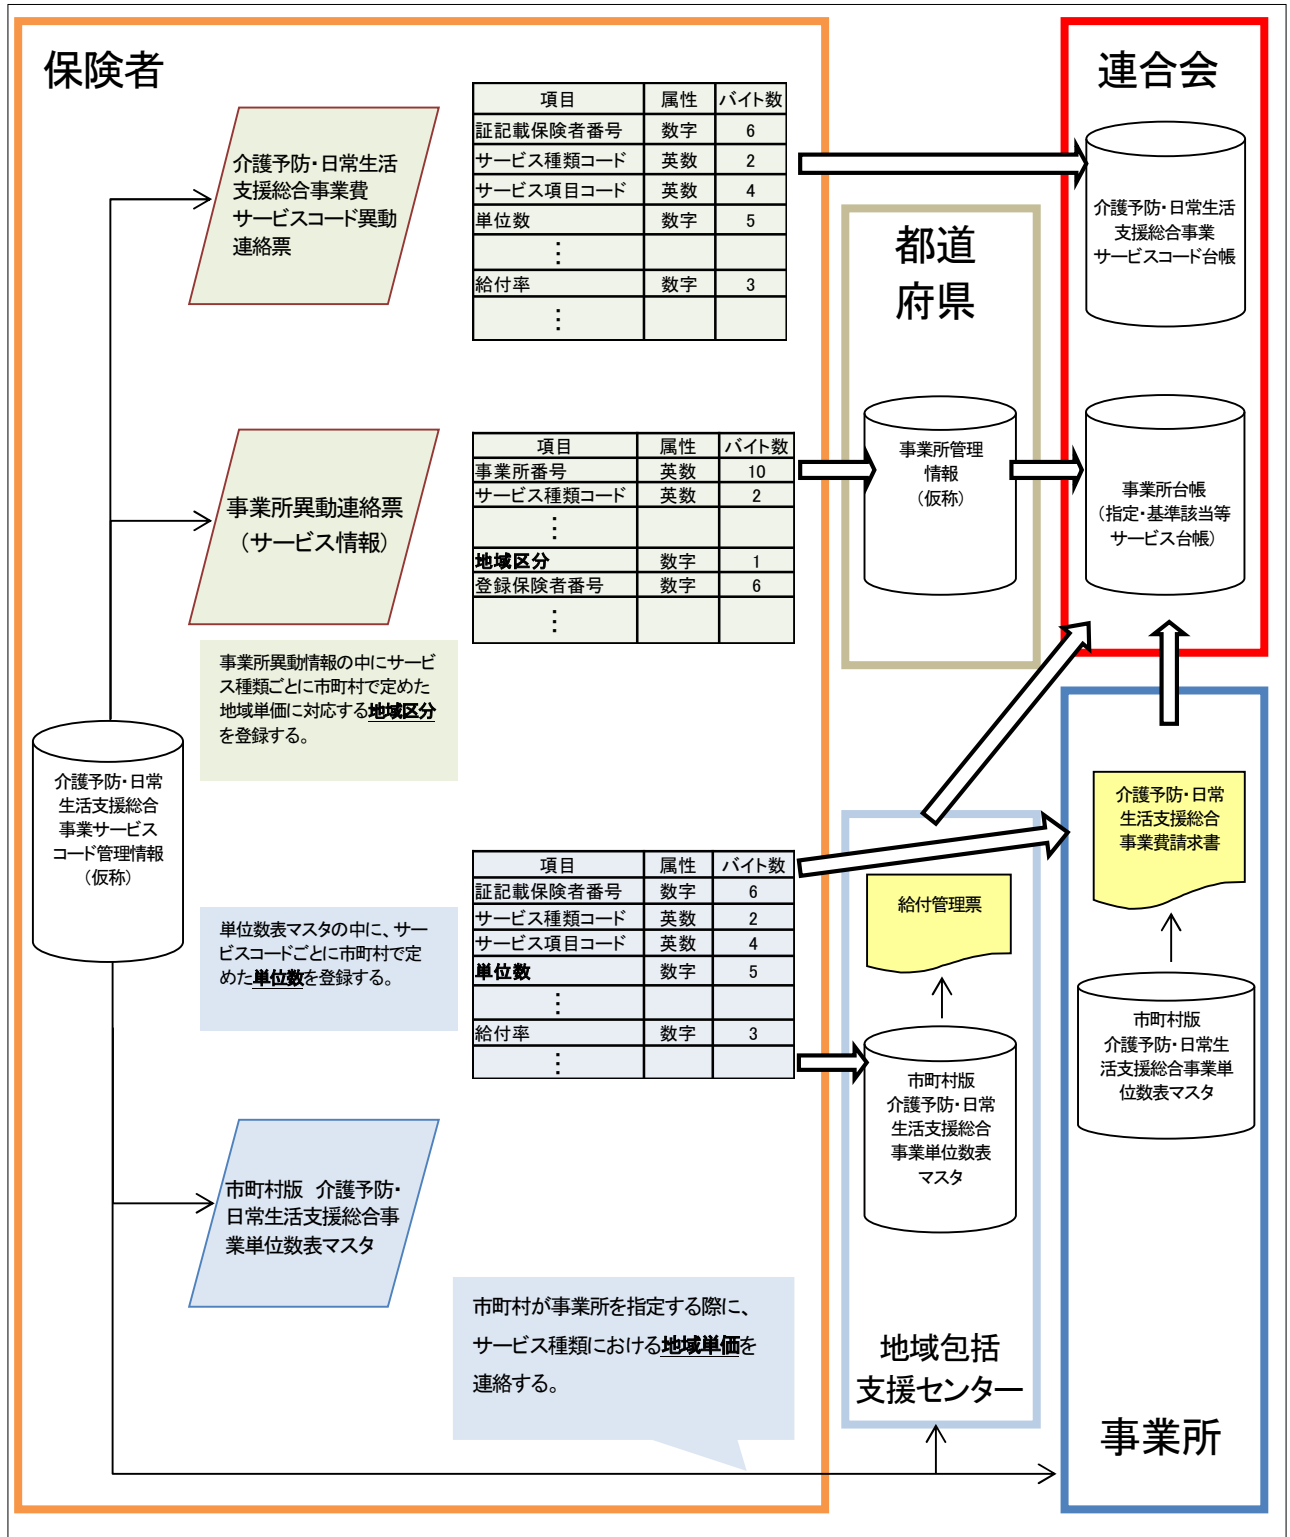 保険者
介護予防・日常生活
支援総合事業費
サービスコード異動
連絡票
項目 属性 バイト数
証記載保険者番号 数字 6
サービス種類コード 英数 2
サービス項目コード 英数 4
単位数 数字 5
⋮
給付率 数字 3
⋮
連合会
介護予防・日常生活
支援総合事業
サービスコード台帳
都道
府県
事業所異動連絡票
（サービス情報）
項目 属性 バイト数
事業所番号 英数 10
サービス種類コード 英数 2
⋮
地域区分 数字 1
登録保険者番号 数字 6
⋮
事業所管理
情報
（仮称）
事業所台帳
（指定・基準該当等
サービス台帳）
事業所異動情報の中にサービ
ス種類ごとに市町村で定めた
地域単価に対応する地域区分
を登録する。
介護予防・日常
生活支援総合
事業サービス
コード管理情報
（仮称）
単位数表マスタの中に、サー
ビスコードごとに市町村で定
めた単位数を登録する。
項目 属性 バイト数
証記載保険者番号 数字 6
サービス種類コード 英数 2
サービス項目コード 英数 4
単位数 数字 5
⋮
給付率 数字 3
⋮
給付管理票
市町村版
介護予防・日常
生活支援総合
事業単位数表
マスタ
介護予防・日常
生活支援総合
事業費請求書
市町村版
介護予防・日常生
活支援総合事業単
位数表マスタ
市町村版　介護予防・
日常生活支援総合事
業単位数表マスタ
市町村が事業所を指定する際に、
サービス種類における地域単価を
連絡する。
地域包括
支援センター
事業所